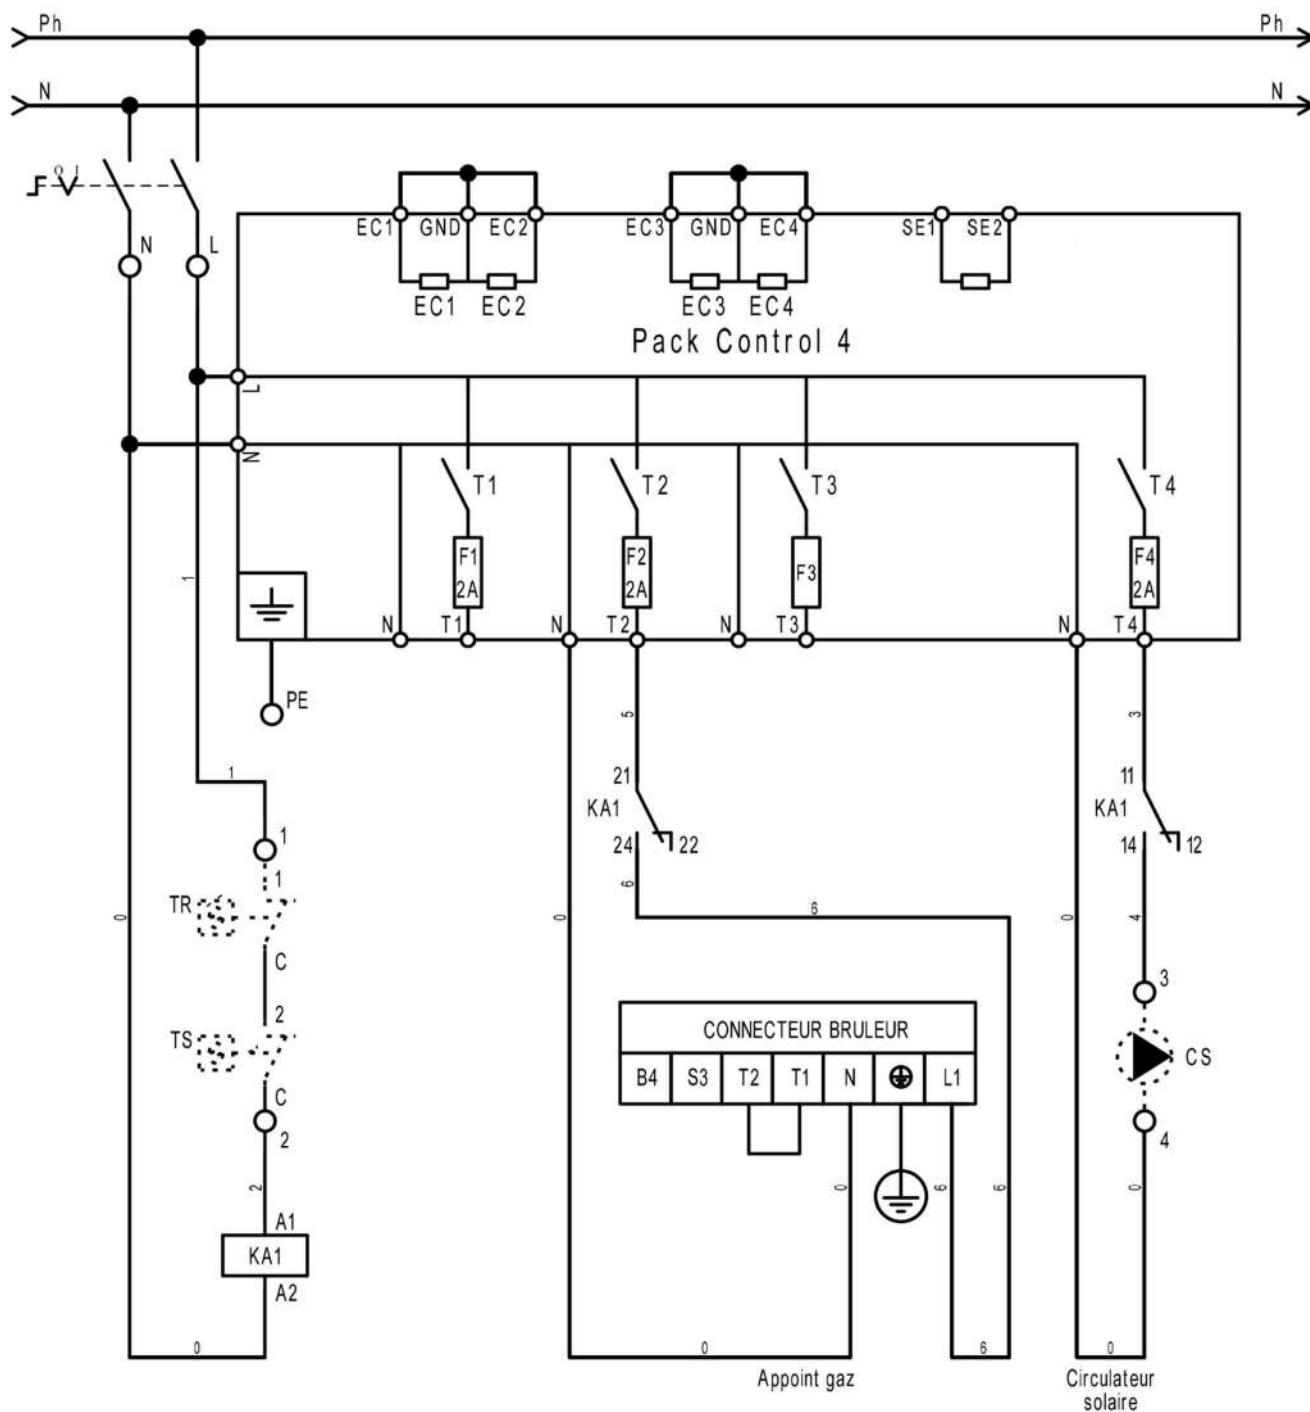 Ph Ph
N N
0 1
N L
EC1 GND EC2 EC3 GND EC4 SE1 SE2
EC1 EC2 EC3 EC4
Pack Control 4
L
N
T1 T2 T3 T4
F1 2A
F2 2A
F3
F4 2A
N T1 N T2 N T3 N T4
1
PE
5
3
1
21
KA1
24 22
11
KA1
14 12
1
1
6
6
TR
0
0
0
4
C
2
3
TS
CONNECTEUR BRULEUR
CS
B4 S3 T2 T1 N L1
C
2
4
2
0
6
6
0
A1
KA1
A2
0
0
6
0
Appoint gaz
Circulateur
solaire